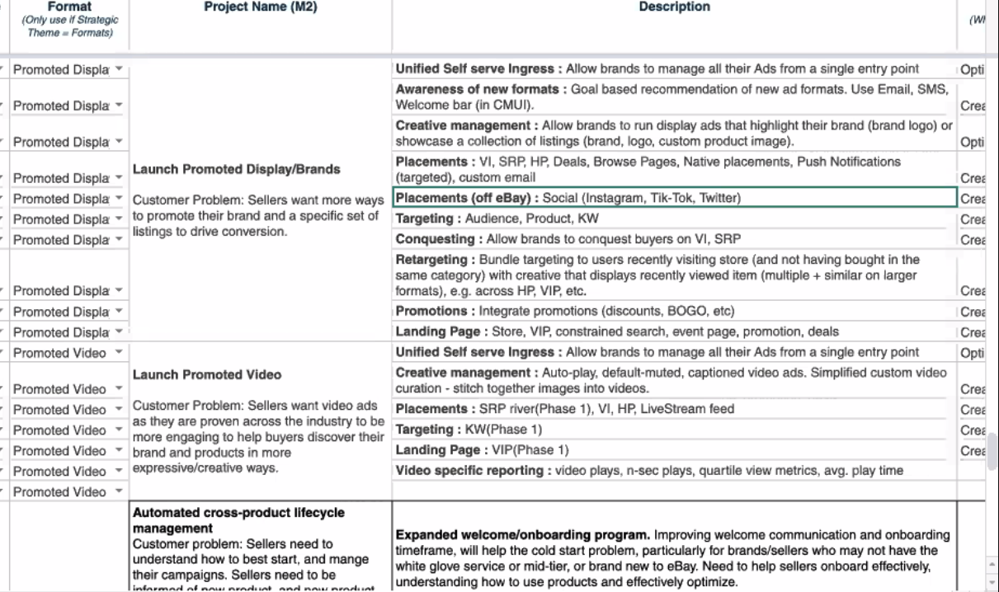 Format
(Only use if Strategic
Theme = Formats)
Project Name (M2)
Description
Promoted Displa
Unified Self serve Ingress : Allow brands to manage all their Ads from a single entry point
Opti
Promoted Displa
Awareness of new formats : Goal based recommendation of new ad formats. Use Email, SMS,
Welcome bar (in CMUI).
Crea
Promoted Displa
Creative management : Allow brands to run display ads that highlight their brand (brand logo) or
showcase a collection of listings (brand, logo, custom product image).
Opti
Launch Promoted Display/Brands
Customer Problem: Sellers want more ways
to promote their brand and a specific set of
listings to drive conversion.
Promoted Displa
Placements : VI, SRP, HP, Deals, Browse Pages, Native placements, Push Notifications
(targeted), custom email
Crea
Promoted Displa
Placements (off eBay) : Social (Instagram, Tik-Tok, Twitter)
Crea
Promoted Displa
Targeting : Audience, Product, KW
Crea
Promoted Displa
Conquesting : Allow brands to conquest buyers on VI, SRP
Crea
Promoted Displa
Retargeting : Bundle targeting to users recently visiting store (and not having bought in the
same category) with creative that displays recently viewed item (multiple + similar on larger
formats), e.g. across HP, VIP, etc.
Crea
Promoted Displa
Promotions : Integrate promotions (discounts, BOGO, etc)
Crea
Promoted Displa
Landing Page : Store, VIP, constrained search, event page, promotion, deals
Crea
Promoted Video
Unified Self serve Ingress : Allow brands to manage all their Ads from a single entry point
Opti
Launch Promoted Video
Customer Problem: Sellers want video ads
as they are proven across the industry to be
more engaging to help buyers discover their
brand and products in more
expressive/creative ways.
Promoted Video
Creative management : Auto-play, default-muted, captioned video ads. Simplified custom video
curation - stitch together images into videos.
Crea
Promoted Video
Placements : SRP river(Phase 1), VI, HP, LiveStream feed
Crea
Promoted Video
Targeting : KW(Phase 1)
Crea
Promoted Video
Landing Page : VIP(Phase 1)
Crea
Promoted Video
Video specific reporting : video plays, n-sec plays, quartile view metrics, avg. play time
Promoted Video
Automated cross-product lifecycle
management
Customer problem: Sellers need to
understand how to best start, and mange
their campaigns. Sellers need to be
informed of new product, and new product
Expanded welcome/onboarding program. Improving welcome communication and onboarding
timeframe, will help the cold start problem, particularly for brands/sellers who may not have the
white glove service or mid-tier, or brand new to eBay. Need to help sellers onboard effectively,
understanding how to use products and effectively optimize.